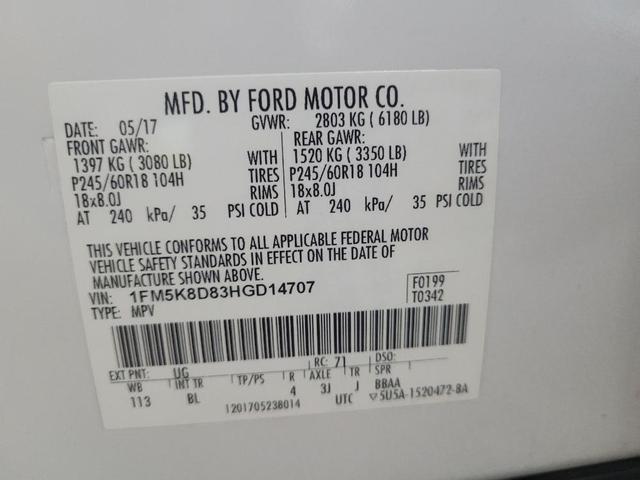 MFD. BY FORD MOTOR CO.
DATE: 05/17 GVWR: 2803 KG ( 6180 LB)
FRONT GAWR: REAR GAWR:
1397 KG ( 3080 LB) WITH 1520 KG ( 3350 LB) WITH
P245/60R18 104H TIRES P245/60R18 104H TIRES
18x8.0J RIMS 18x8.0J RIMS
AT 240 kPa/ 35 PSI COLD AT 240 kPa/ 35 PSI COLD
THIS VEHICLE CONFORMS TO ALL APPLICABLE FEDERAL MOTOR
VEHICLE SAFETY STANDARDS IN EFFECT ON THE DATE OF
MANUFACTURE SHOWN ABOVE.
VIN: 1FM5K8D83HGD14707 F0199
TYPE: MPV T0342
EXT PNT: UG RC: 71 DSO:
WB INT TR TP/PS R AXLE TR SPR
113 BL 4 3J J BBAA
1201705238014 UTC ▽5U5A-1520472-8A